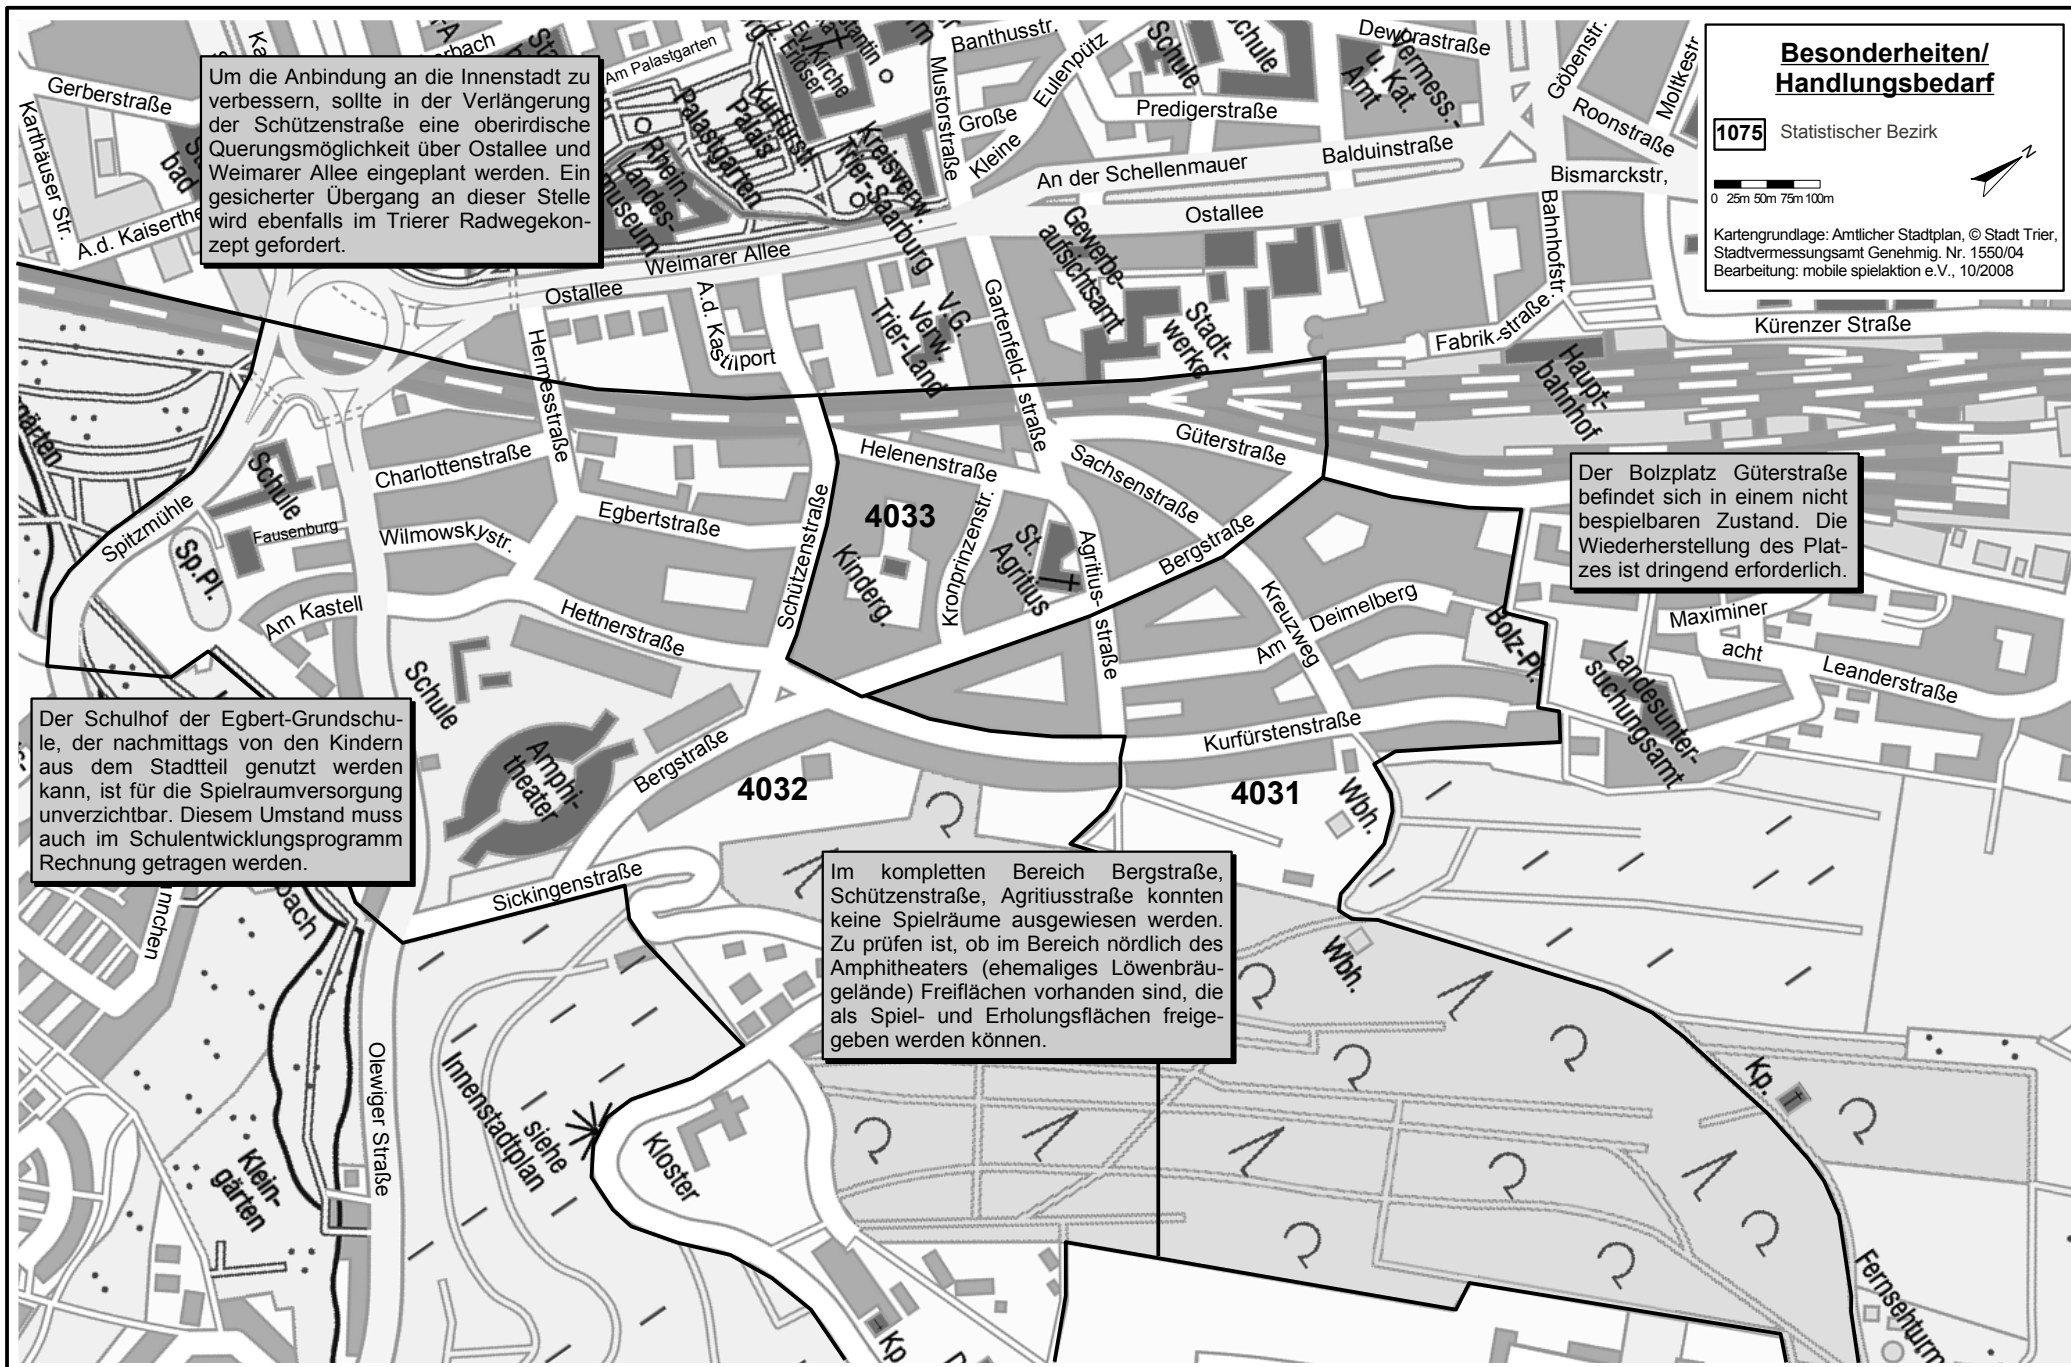 Besonderheiten/
Handlungsbedarf
1075 Statistischer Bezirk
N
0 25m 50m 75m 100m
Kartengrundlage: Amtlicher Stadtplan, © Stadt Trier,
Stadtvermessungsamt Genehmig. Nr. 1550/04
Bearbeitung: mobile spielaktion e.V., 10/2008
Um die Anbindung an die Innenstadt zu
verbessern, sollte in der Verlängerung
der Schützenstraße eine oberirdische
Querungsmöglichkeit über Ostallee und
Weimarer Allee eingeplant werden. Ein
gesicherter Übergang an dieser Stelle
wird ebenfalls im Trierer Radwegekon-
zept gefordert.
Der Bolzplatz Güterstraße
befindet sich in einem nicht
bespielbaren Zustand. Die
Wiederherstellung des Plat-
zes ist dringend erforderlich.
Der Schulhof der Egbert-Grundschu-
le, der nachmittags von den Kindern
aus dem Stadtteil genutzt werden
kann, ist für die Spielraumversorgung
unverzichtbar. Diesem Umstand muss
auch im Schulentwicklungsprogramm
Rechnung getragen werden.
Im kompletten Bereich Bergstraße,
Schützenstraße, Agritiusstraße konnten
keine Spielräume ausgewiesen werden.
Zu prüfen ist, ob im Bereich nördlich des
Amphitheaters (ehemaliges Löwenbräu-
gelände) Freiflächen vorhanden sind, die
als Spiel- und Erholungsflächen freige-
geben werden können.
Gerberstraße
Karthäuser Str.
A.d. Kaiserthe
bad
Am Palastgarten
Palastgarten
Palais
Kurfürstl.
Rhein.
Landes-
museum
Ev. Kirche
z. Erlöser
Kreisverw.
Trier-Saarburg
Mustorstraße
Banthusstr.
Eulenpütz
Große
Kleine
Schule
Schule
Predigerstraße
Deworastraße
Vermess.-
u. Kat.
Amt
Göbenstr.
Roonstraße
Moltkestr
An der Schellenmauer
Balduinstraße
Bismarckstr,
Ostallee
Bahnhofstr.
Weimarer Allee
Ostallee
A.d. Kastilport
V.G.
Verw.
Trier-Land
Gartenfeld-straße
Gewerbe-
aufsichtsamt
Stadt-
werke
Fabrik-straße.
Kürenzer Straße
Haupt-
bahnhof
Hermesstraße
Charlottenstraße
Egbertstraße
Wilmowskystr.
Hettnerstraße
Schützenstraße
Helenenstraße
Sachsenstraße
Güterstraße
Kronprinzenstr.
4033
Kinderg.
St.
Agritius
Agritius-straße
Bergstraße
Kreuzweg
Am Deimelberg
Bolz-Pl.
Maximiner
acht
Leanderstraße
Landesunter-
suchungsamt
Kurfürstenstraße
gärten
Schule
Spitzmühle
Fausenburg
Sp.Pl.
Am Kastell
Schule
Amphi-
theater
Bergstraße
4032
4031
Wbh.
Wbh.
Sickingenstraße
Olewiger Straße
Innenstadtplan
siehe
Kloster
Klein-
gärten
Kp.
Kp
Fernsehturm